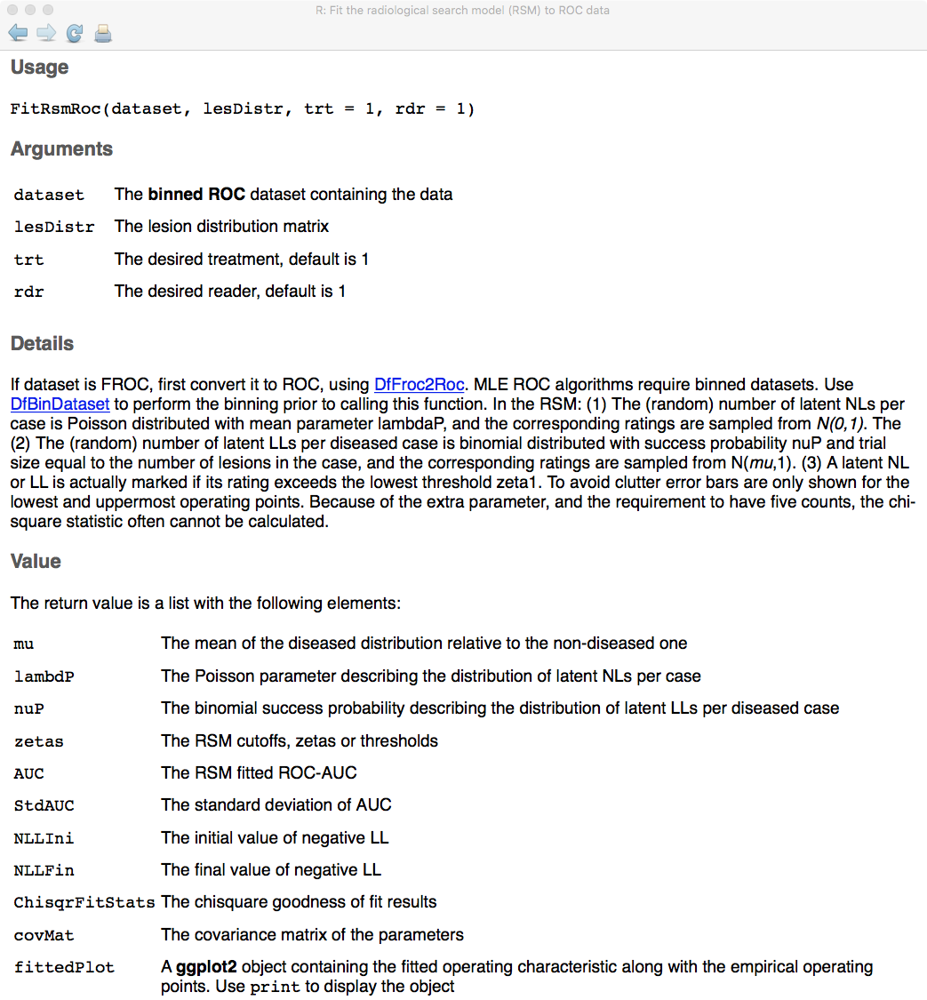 R: Fit the radiological search model (RSM) to ROC data
Usage
FitRsmRoc(dataset, lesDistr, trt = 1, rdr = 1)
Arguments
dataset The binned ROC dataset containing the data
lesDistr The lesion distribution matrix
trt The desired treatment, default is 1
rdr The desired reader, default is 1
Details
If dataset is FROC, first convert it to ROC, using DfFroc2Roc. MLE ROC algorithms require binned datasets. Use
DfBinDataset to perform the binning prior to calling this function. In the RSM: (1) The (random) number of latent NLs per
case is Poisson distributed with mean parameter lambdaP, and the corresponding ratings are sampled from N(0,1). The
(2) The (random) number of latent LLs per diseased case is binomial distributed with success probability nuP and trial
size equal to the number of lesions in the case, and the corresponding ratings are sampled from N(mu,1). (3) A latent NL
or LL is actually marked if its rating exceeds the lowest threshold zeta1. To avoid clutter error bars are only shown for the
lowest and uppermost operating points. Because of the extra parameter, and the requirement to have five counts, the chi-
square statistic often cannot be calculated.
Value
The return value is a list with the following elements:
mu The mean of the diseased distribution relative to the non-diseased one
lambdP The Poisson parameter describing the distribution of latent NLs per case
nuP The binomial success probability describing the distribution of latent LLs per diseased case
zetas The RSM cutoffs, zetas or thresholds
AUC The RSM fitted ROC-AUC
StdAUC The standard deviation of AUC
NLLIni The initial value of negative LL
NLLFin The final value of negative LL
ChisqrFitStats The chisquare goodness of fit results
covMat The covariance matrix of the parameters
fittedPlot A ggplot2 object containing the fitted operating characteristic along with the empirical operating
points. Use print to display the object